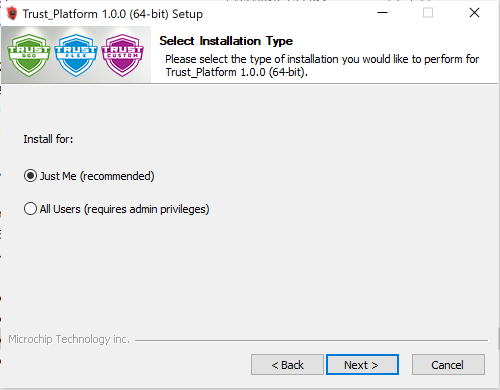 Trust_Platform 1.0.0 (64-bit) Setup
TRUST GO
TRUST FLEX
TRUST CUSTOM
Select Installation Type
Please select the type of installation you would like to perform for
Trust_Platform 1.0.0 (64-bit).
Install for:
Just Me (recommended)
All Users (requires admin privileges)
Microchip Technology inc.
< Back
Next >
Cancel